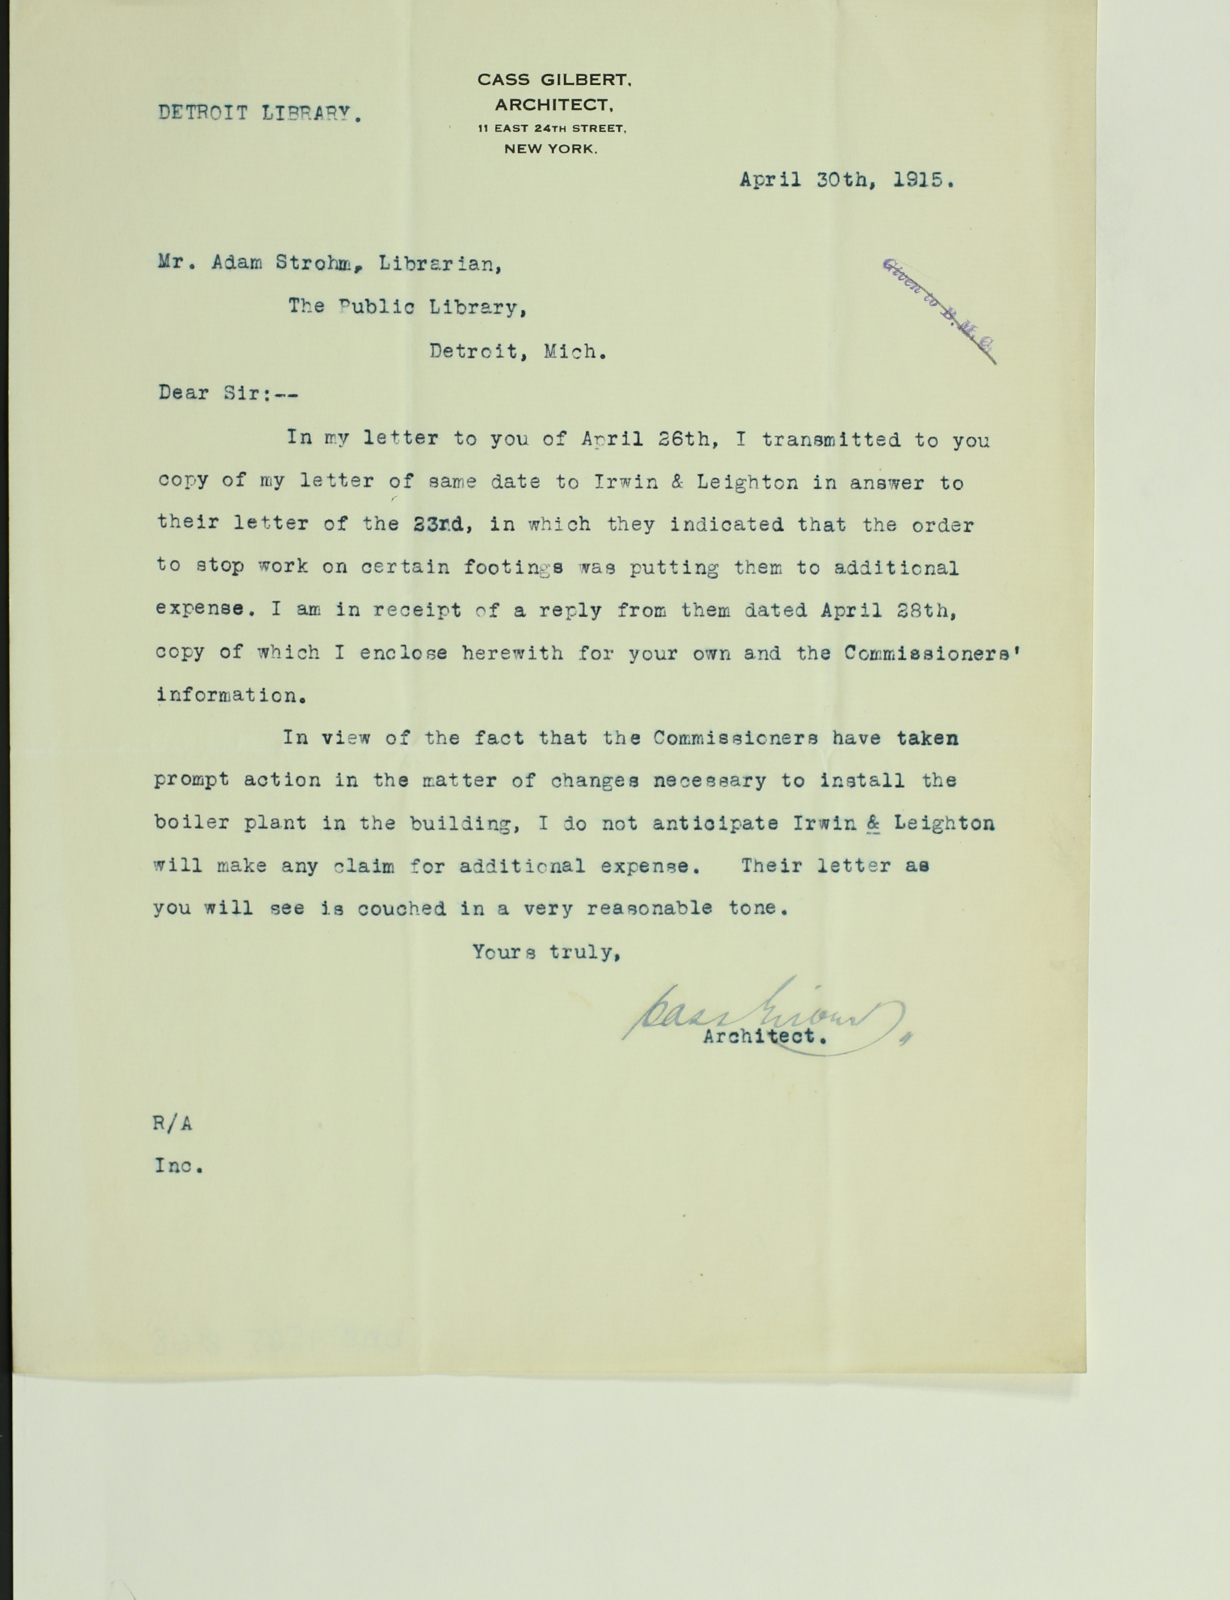 CASS GILBERT,
ARCHITECT,
11 EAST 24TH STREET,
NEW YORK.
DETROIT LIBRARY.
April 30th, 1915.
Given to B. M. C.
Mr. Adam Strohm, Librarian,
The Public Library,
Detroit, Mich.
Dear Sir:--
In my letter to you of April 26th, I transmitted to you
copy of my letter of same date to Irwin & Leighton in answer to
their letter of the 23rd, in which they indicated that the order
to stop work on certain footings was putting them to additional
expense. I am in receipt of a reply from them dated April 28th,
copy of which I enclose herewith for your own and the Commissioners'
information.
In view of the fact that the Commissioners have taken
prompt action in the matter of changes necessary to install the
boiler plant in the building, I do not anticipate Irwin & Leighton
will make any claim for additional expense. Their letter as
you will see is couched in a very reasonable tone.
Yours truly,
Cass Gilbert
Architect.
R/A
Inc.